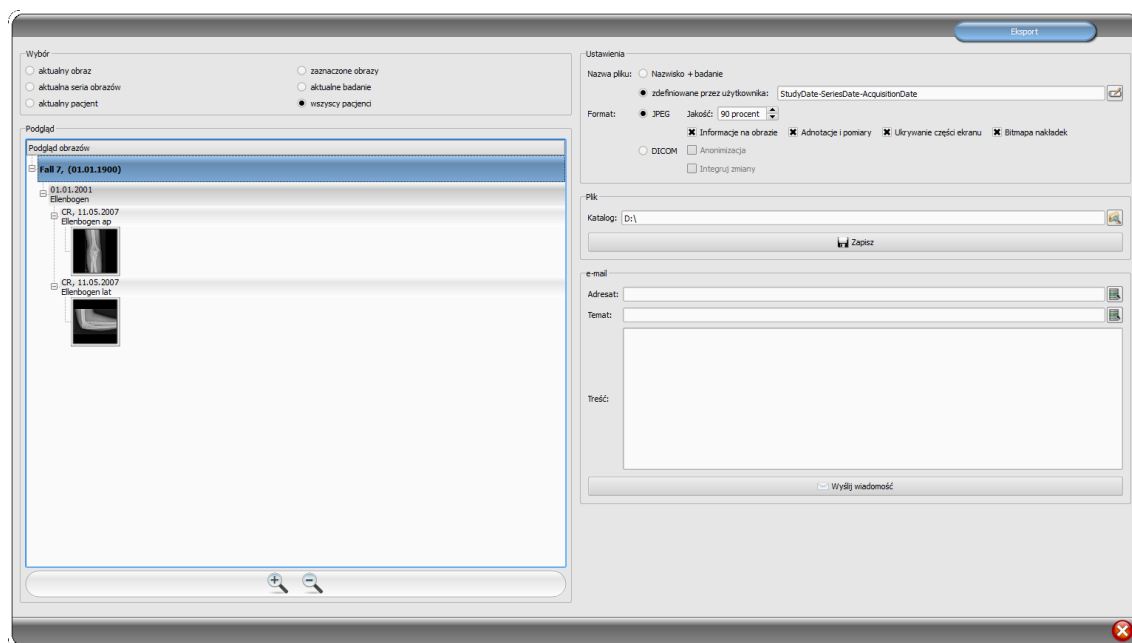 Eksport
Wybór
aktualny obraz
zaznaczone obrazy
aktualna seria obrazów
aktualne badanie
aktualny pacjent
wszyscy pacjenci
Podgląd
Podgląd obrazów
Fall 7, (01.01.1900)
01.01.2001
Ellenbogen
CR, 11.05.2007
Ellenbogen ap
CR, 11.05.2007
Ellenbogen lat
Ustawienia
Nazwa pliku: Nazwisko + badanie
zdefiniowane przez użytkownika: StudyDate-SeriesDate-AcquisitionDate
Format: JPEG Jakość: 90 procent
Informacje na obrazie Adnotacje i pomiary Ukrywanie części ekranu Bitmapa nakładek
DICOM Anonimizacja
Integruj zmiany
Plik
Katalog: D:\
Zapisz
e-mail
Adresat:
Temat:
Treść:
Wyślij wiadomość